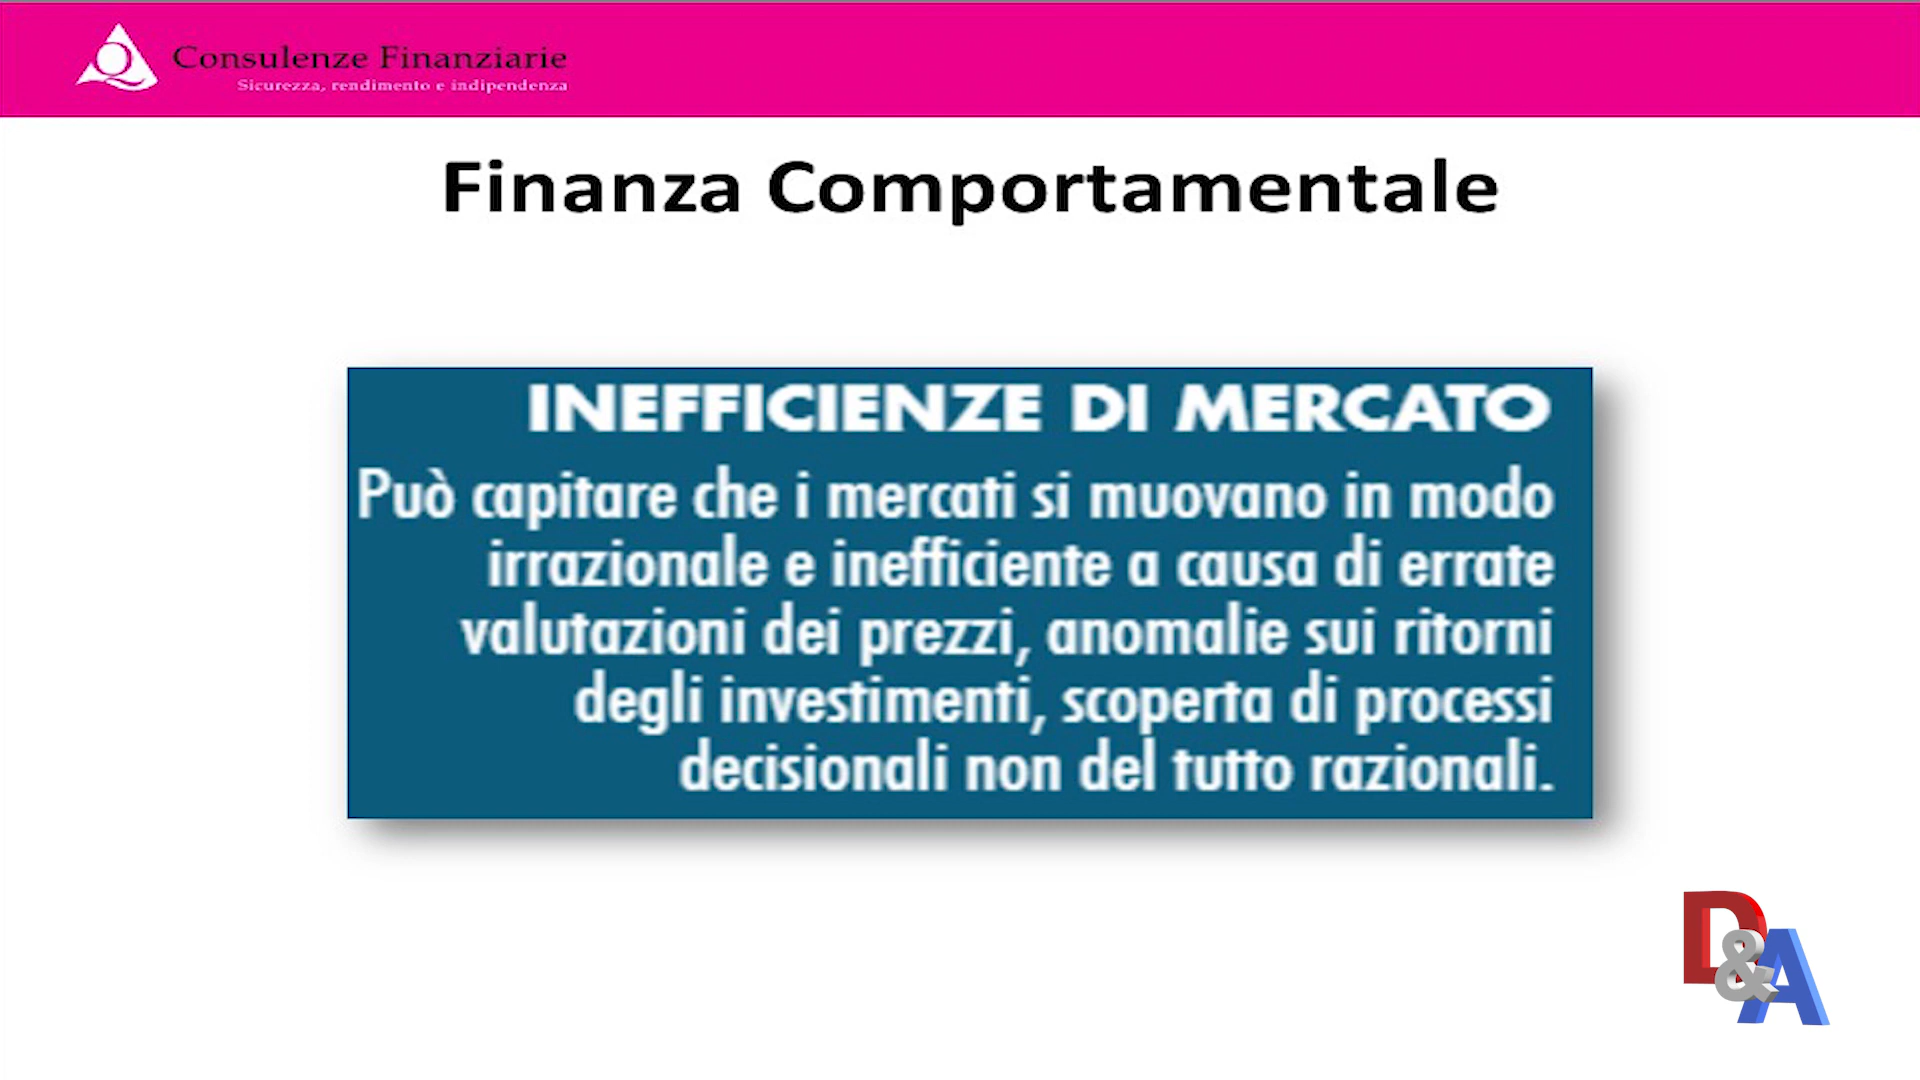 Consulenze Finanziarie
Sicurezza, rendimento e indipendenza
Finanza Comportamentale
INEFFICIENZE DI MERCATO
Può capitare che i mercati si muovano in modo
irrazionale e inefficiente a causa di errate
valutazioni dei prezzi, anomalie sui ritorni
degli investimenti, scoperta di processi
decisionali non del tutto razionali.
D&A